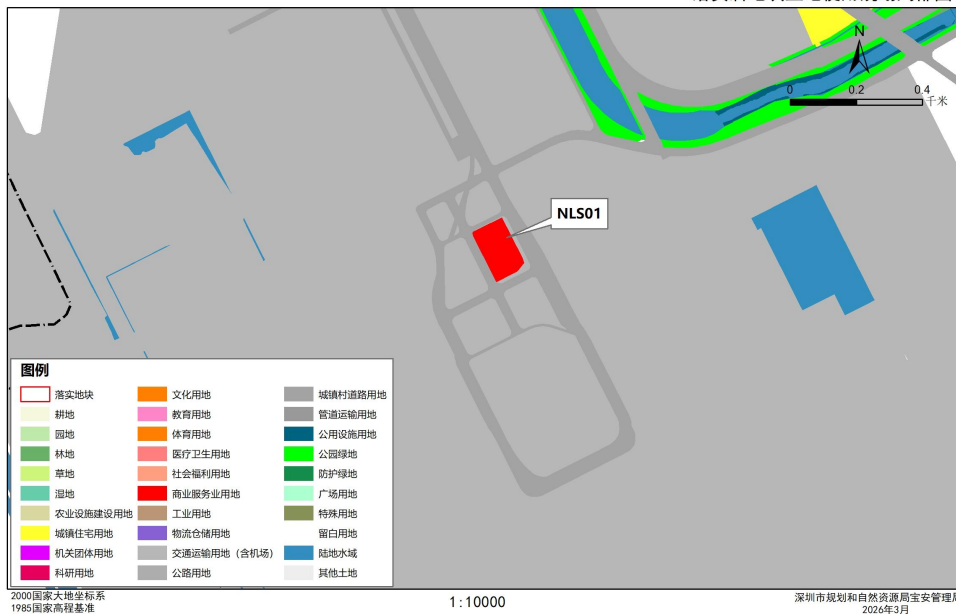 N
0
0.2
0.4
千米
NLS01
图例
落实地块
文化用地
城镇村道路用地
耕地
教育用地
管道运输用地
园地
体育用地
公用设施用地
林地
医疗卫生用地
公园绿地
草地
社会福利用地
防护绿地
湿地
商业服务业用地
广场用地
农业设施建设用地
工业用地
特殊用地
城镇住宅用地
物流仓储用地
留白用地
机关团体用地
交通运输用地（含机场）
陆地水域
科研用地
公路用地
其他土地
2000国家大地坐标系
1985国家高程基准
1:10000
深圳市规划和自然资源局宝安管理局
2026年3月